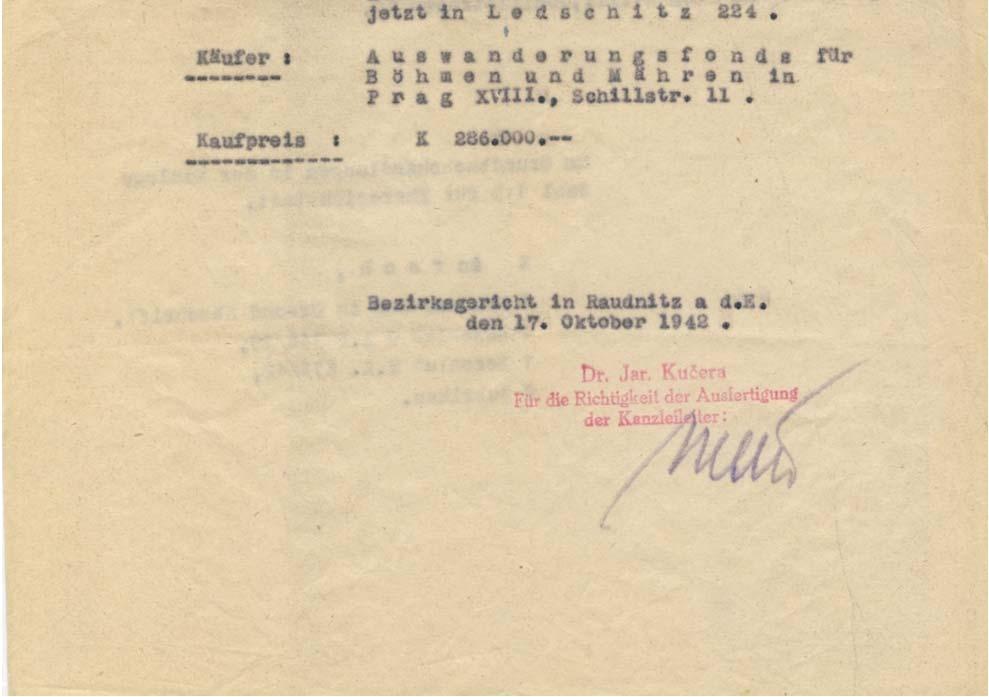 jetzt in Ledschitz 224 .
Käufer : Auswanderungsfonds für
Böhmen und Mähren in
Prag XVIII., Schillstr. 11 .
Kaufpreis : K 286.000.--
Bezirksgericht in Raudnitz a d.E.
den 17. Oktober 1942 .
Dr. Jar. Kučera
Für die Richtigkeit der Ausfertigung
der Kanzleileiter: